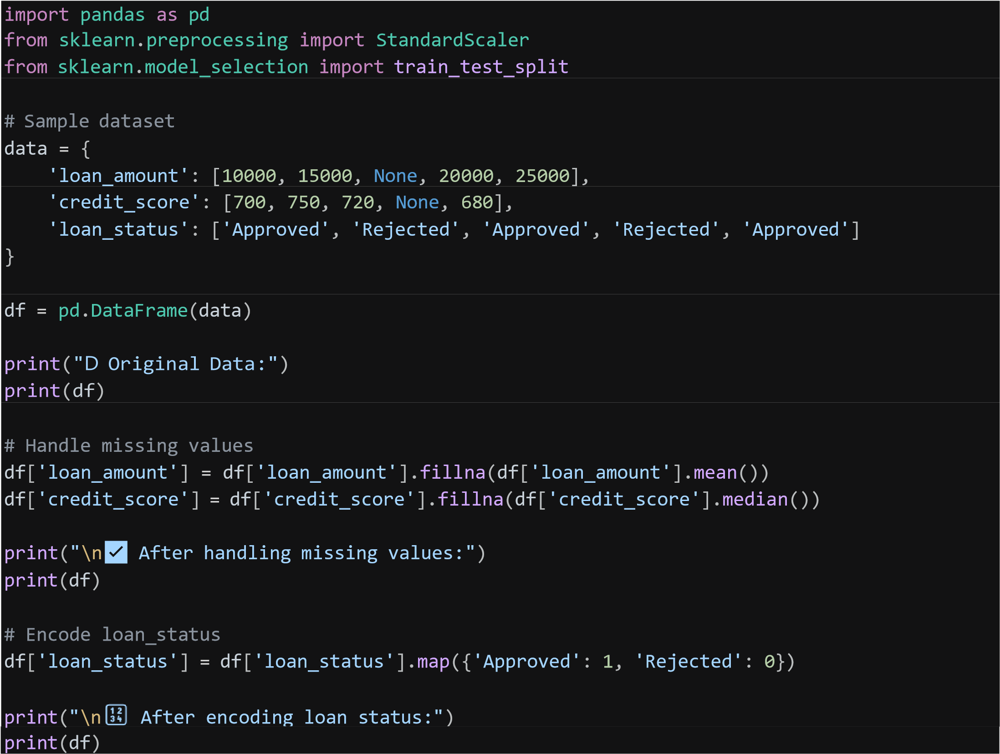 import pandas as pd
from sklearn.preprocessing import StandardScaler
from sklearn.model_selection import train_test_split
# Sample dataset
data = {
    'loan_amount': [10000, 15000, None, 20000, 25000],
    'credit_score': [700, 750, 720, None, 680],
    'loan_status': ['Approved', 'Rejected', 'Approved', 'Rejected', 'Approved']
}
df = pd.DataFrame(data)
print("D Original Data:")
print(df)
# Handle missing values
df['loan_amount'] = df['loan_amount'].fillna(df['loan_amount'].mean())
df['credit_score'] = df['credit_score'].fillna(df['credit_score'].median())
print("\n✅ After handling missing values:")
print(df)
# Encode loan_status
df['loan_status'] = df['loan_status'].map({'Approved': 1, 'Rejected': 0})
print("\n🔢 After encoding loan status:")
print(df)